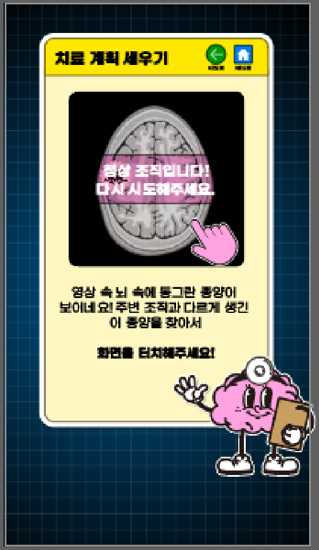 치료 계획 세우기
정상 조직입니다!
다시 시도해주세요.
영상 속 뇌 속에 동그란 종양이
보이네요! 주변 조직과 다르게 생긴
이 종양을 찾아서
화면을 터치해주세요!